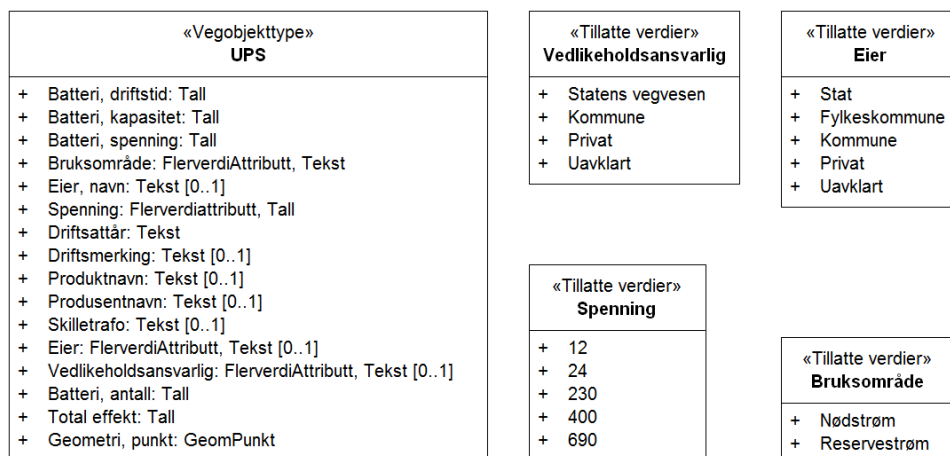 «Vegobjekttype»
UPS
+ Batteri, driftstid: Tall
+ Batteri, kapasitet: Tall
+ Batteri, spenning: Tall
+ Bruksområde: FlerverdiAttributt, Tekst
+ Eier, navn: Tekst [0..1]
+ Spenning: Flerverdiattributt, Tall
+ Driftsattår: Tekst
+ Driftsmerking: Tekst [0..1]
+ Produktnavn: Tekst [0..1]
+ Produsentnavn: Tekst [0..1]
+ Skilletrafo: Tekst [0..1]
+ Eier: FlerverdiAttributt, Tekst [0..1]
+ Vedlikeholdsansvarlig: FlerverdiAttributt, Tekst [0..1]
+ Batteri, antall: Tall
+ Total effekt: Tall
+ Geometri, punkt: GeomPunkt
«Tillatte verdier»
Vedlikeholdsansvarlig
+ Statens vegvesen
+ Kommune
+ Privat
+ Uavklart
«Tillatte verdier»
Eier
+ Stat
+ Fylkeskommune
+ Kommune
+ Privat
+ Uavklart
«Tillatte verdier»
Spenning
+ 12
+ 24
+ 230
+ 400
+ 690
«Tillatte verdier»
Bruksområde
+ Nødstrøm
+ Reservestrøm